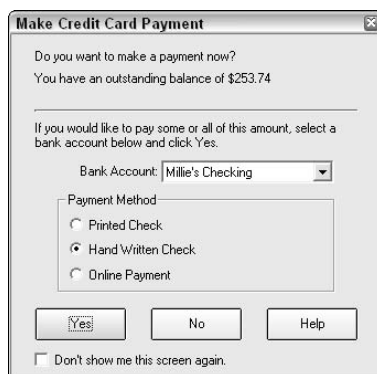 Make Credit Card Payment
Do you want to make a payment now?
You have an outstanding balance of $253.74
If you would like to pay some or all of this amount, select a
bank account below and click Yes.
Bank Account: Millie's Checking
Payment Method
Printed Check
Hand Written Check
Online Payment
Yes No Help
Don't show me this screen again.